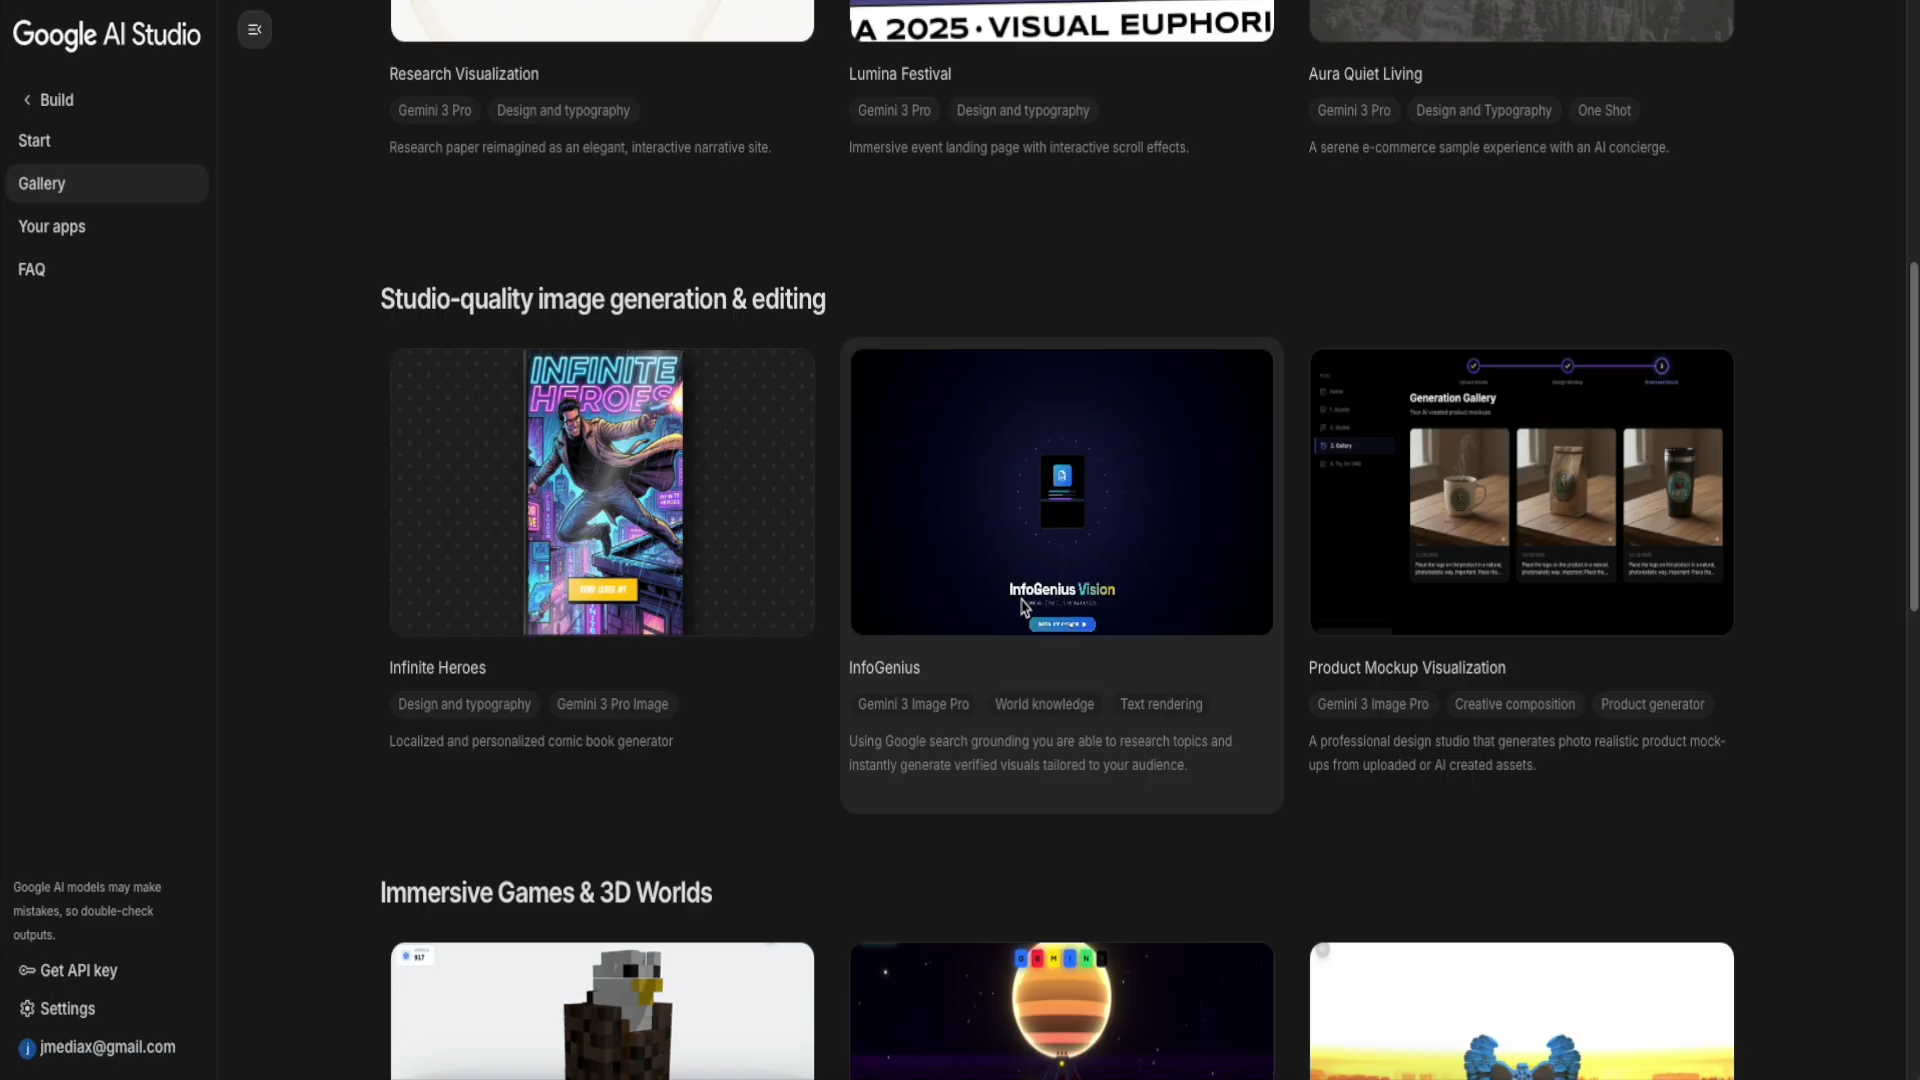 Google AI Studio
Build
Start
Gallery
Your apps
FAQ
Google AI models may make
mistakes, so double-check
outputs.
Get API key
Settings
j
jmediax@gmail.com
A 2025 · VISUAL EUPHORI
Research Visualization
Gemini 3 Pro
Design and typography
Research paper reimagined as an elegant, interactive narrative site.
Lumina Festival
Gemini 3 Pro
Design and typography
Immersive event landing page with interactive scroll effects.
Aura Quiet Living
Gemini 3 Pro
Design and Typography
One Shot
A serene e-commerce sample experience with an AI concierge.
Studio-quality image generation & editing
INFINITE
HEROES
INFINITE
HEROES
Infinite Heroes
Design and typography
Gemini 3 Pro Image
Localized and personalized comic book generator
InfoGenius Vision
InfoGenius
Gemini 3 Image Pro
World knowledge
Text rendering
Using Google search grounding you are able to research topics and
instantly generate verified visuals tailored to your audience.
Generation Gallery
Your AI-created product mockups
Product Mockup Visualization
Gemini 3 Image Pro
Creative composition
Product generator
A professional design studio that generates photo realistic product mock-
ups from uploaded or AI created assets.
Immersive Games & 3D Worlds
917
G E M I N I